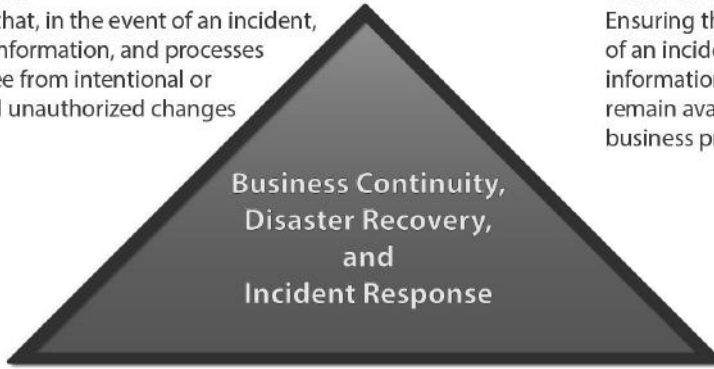 that, in the event of an incident,
nformation, and processes
ee from intentional or
unauthorized changes
Ensuring th
of an incide
information
remain ava
business pr
Business Continuity,
Disaster Recovery,
and
Incident Response